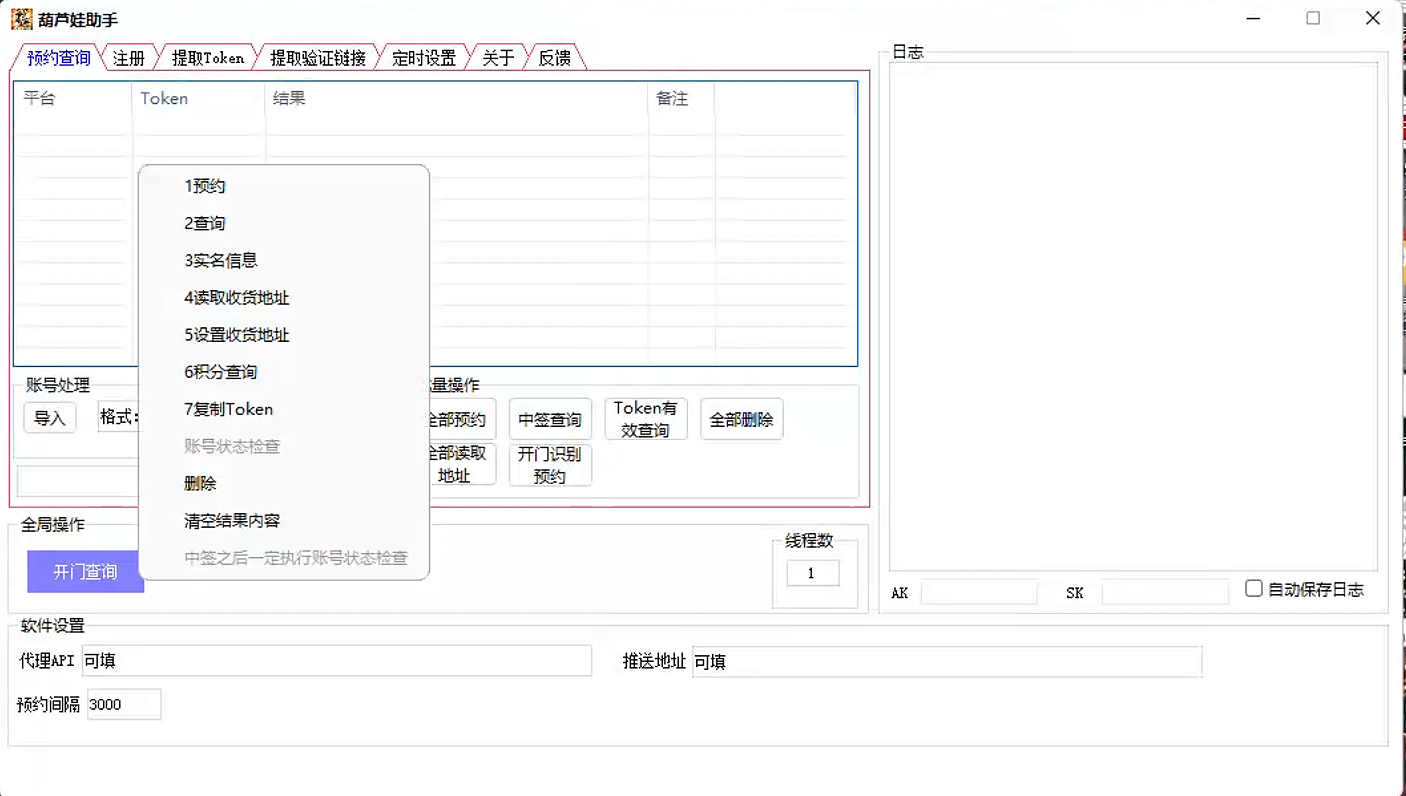 葫芦娃助手
预约查询
注册
提取Token
提取验证链接
定时设置
关于
反馈
平台
Token
结果
备注
1预约
2查询
3实名信息
4读取收货地址
5设置收货地址
6积分查询
7复制Token
账号状态检查
删除
清空结果内容
中签之后一定执行账号状态检查
账号处理
导入
格式:
量操作
全部预约
中签查询
Token有
效查询
全部删除
全部读取
地址
开门识别
预约
全局操作
开门查询
线程数
1
日志
AK
SK
自动保存日志
软件设置
代理API
可填
推送地址
可填
预约间隔
3000